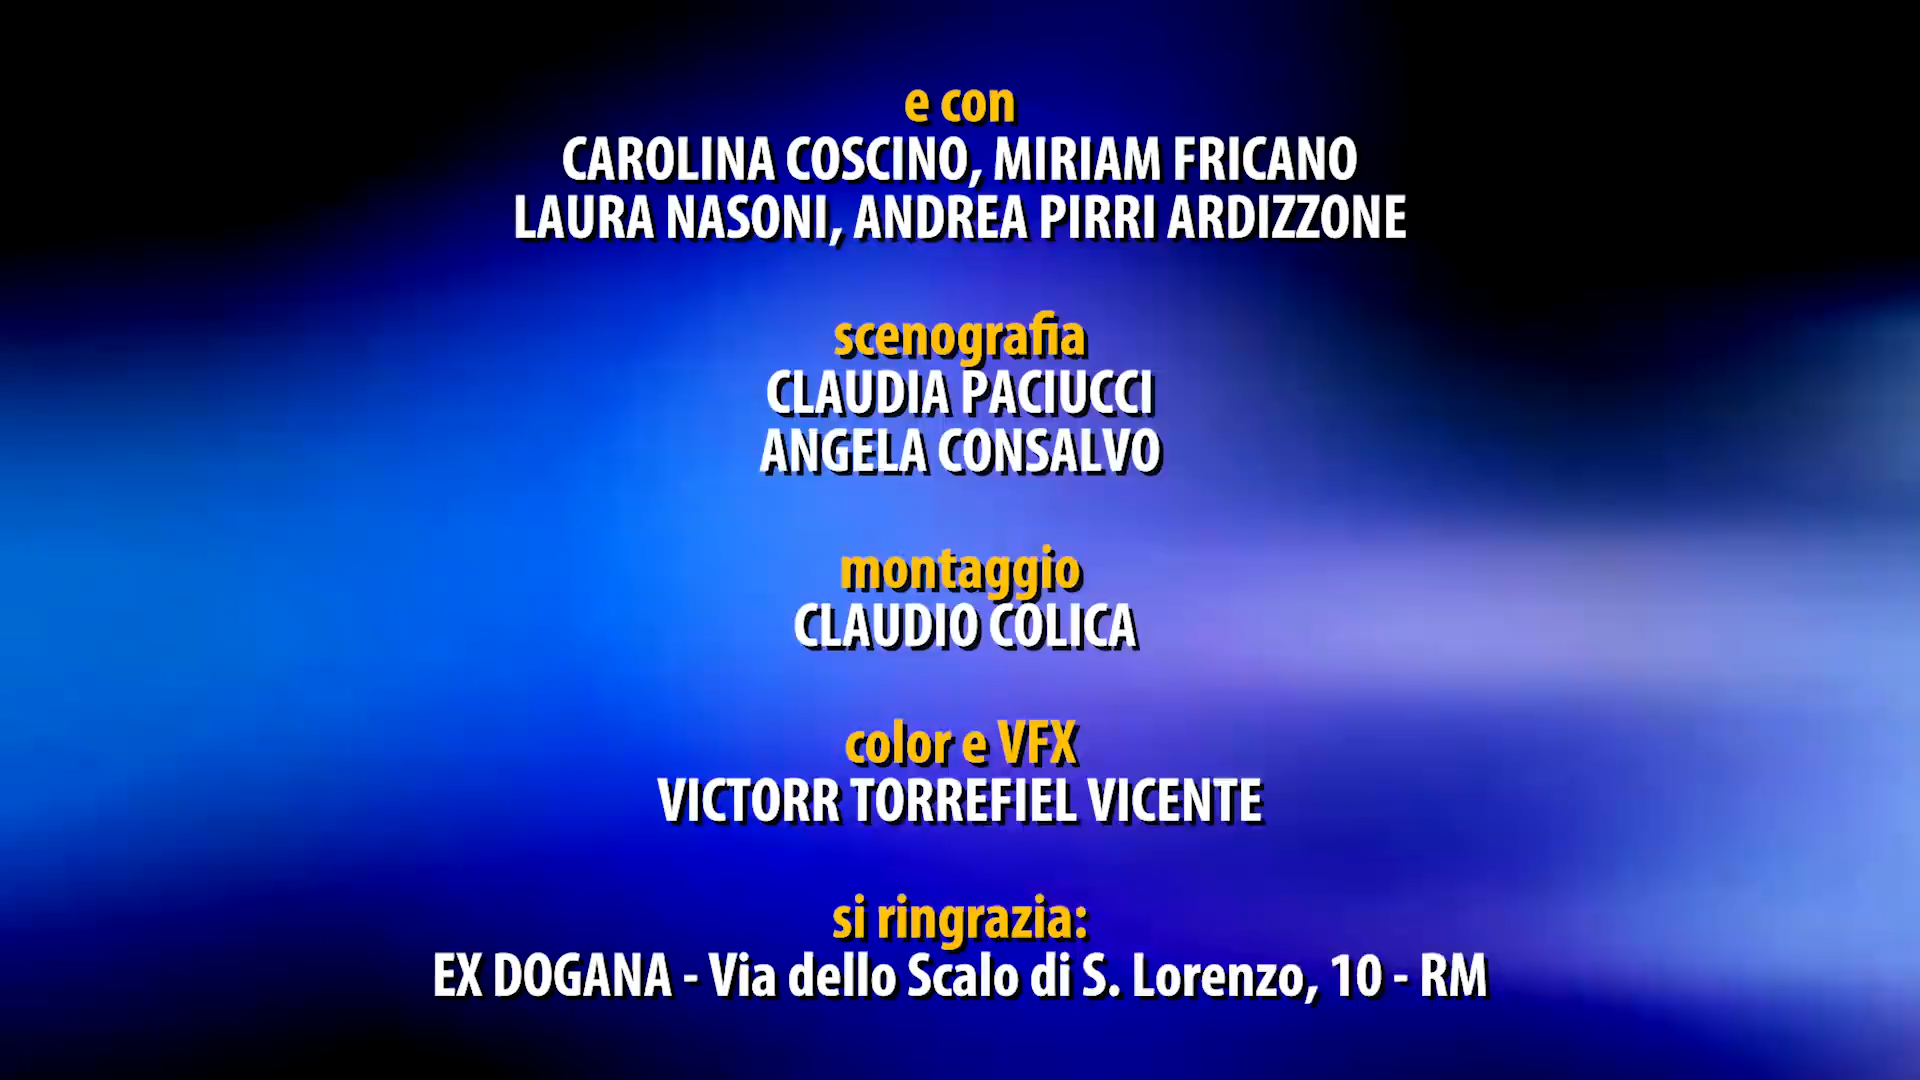 e con
CAROLINA COSCINO, MIRIAM FRICANO
LAURA NASONI, ANDREA PIRRI ARDIZZONE
scenografia
CLAUDIA PACIUCCI
ANGELA CONSALVO
montaggio
CLAUDIO COLICA
color e VFX
VICTORR TORREFIEL VICENTE
si ringrazia:
EX DOGANA - Via dello Scalo di S. Lorenzo, 10 - RM